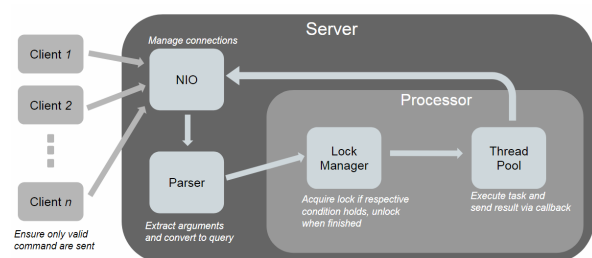 Server
Manage connections
Client 1
NIO
Client 2
Processor
Lock
Manager
Thread
Pool
Parser
Client n
Acquire lock if respective
condition holds, unlock
when finished
Execute task and
send result via callback
Extract arguments
and convert to query
Ensure only valid
command are sent